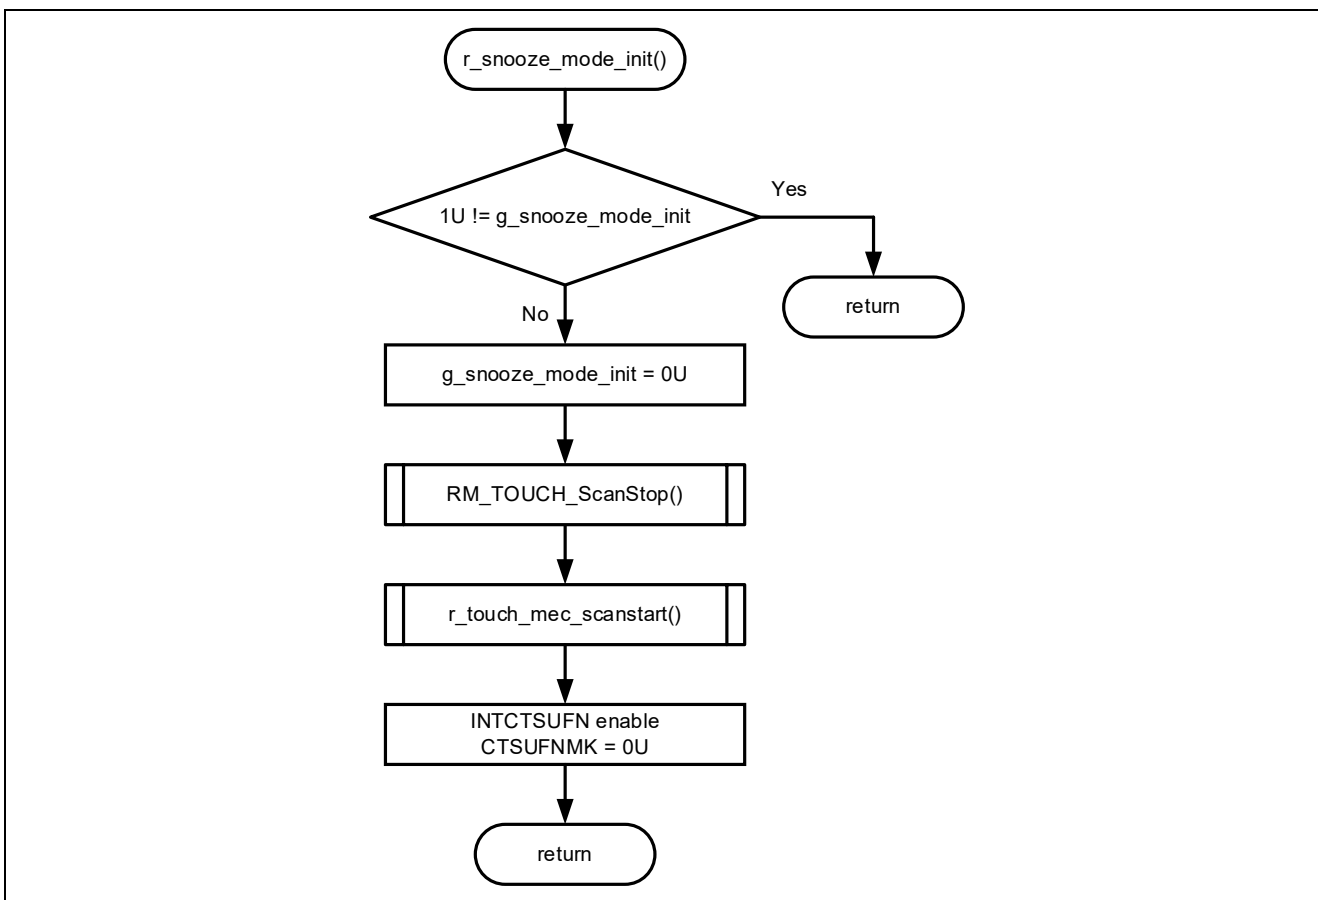 r_snooze_mode_init()
1U != g_snooze_mode_init
Yes
return
No
g_snooze_mode_init = 0U
RM_TOUCH_ScanStop()
r_touch_mec_scanstart()
INTCTSUFN enable
CTSUFNMK = 0U
return